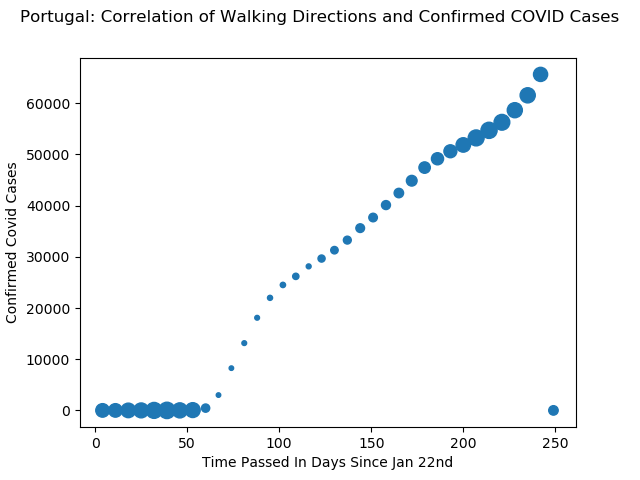 Portugal: Correlation of Walking Directions and Confirmed COVID Cases
60000
50000
40000
30000
20000
10000
0
Confirmed Covid Cases
0 50 100 150 200 250
Time Passed In Days Since Jan 22nd